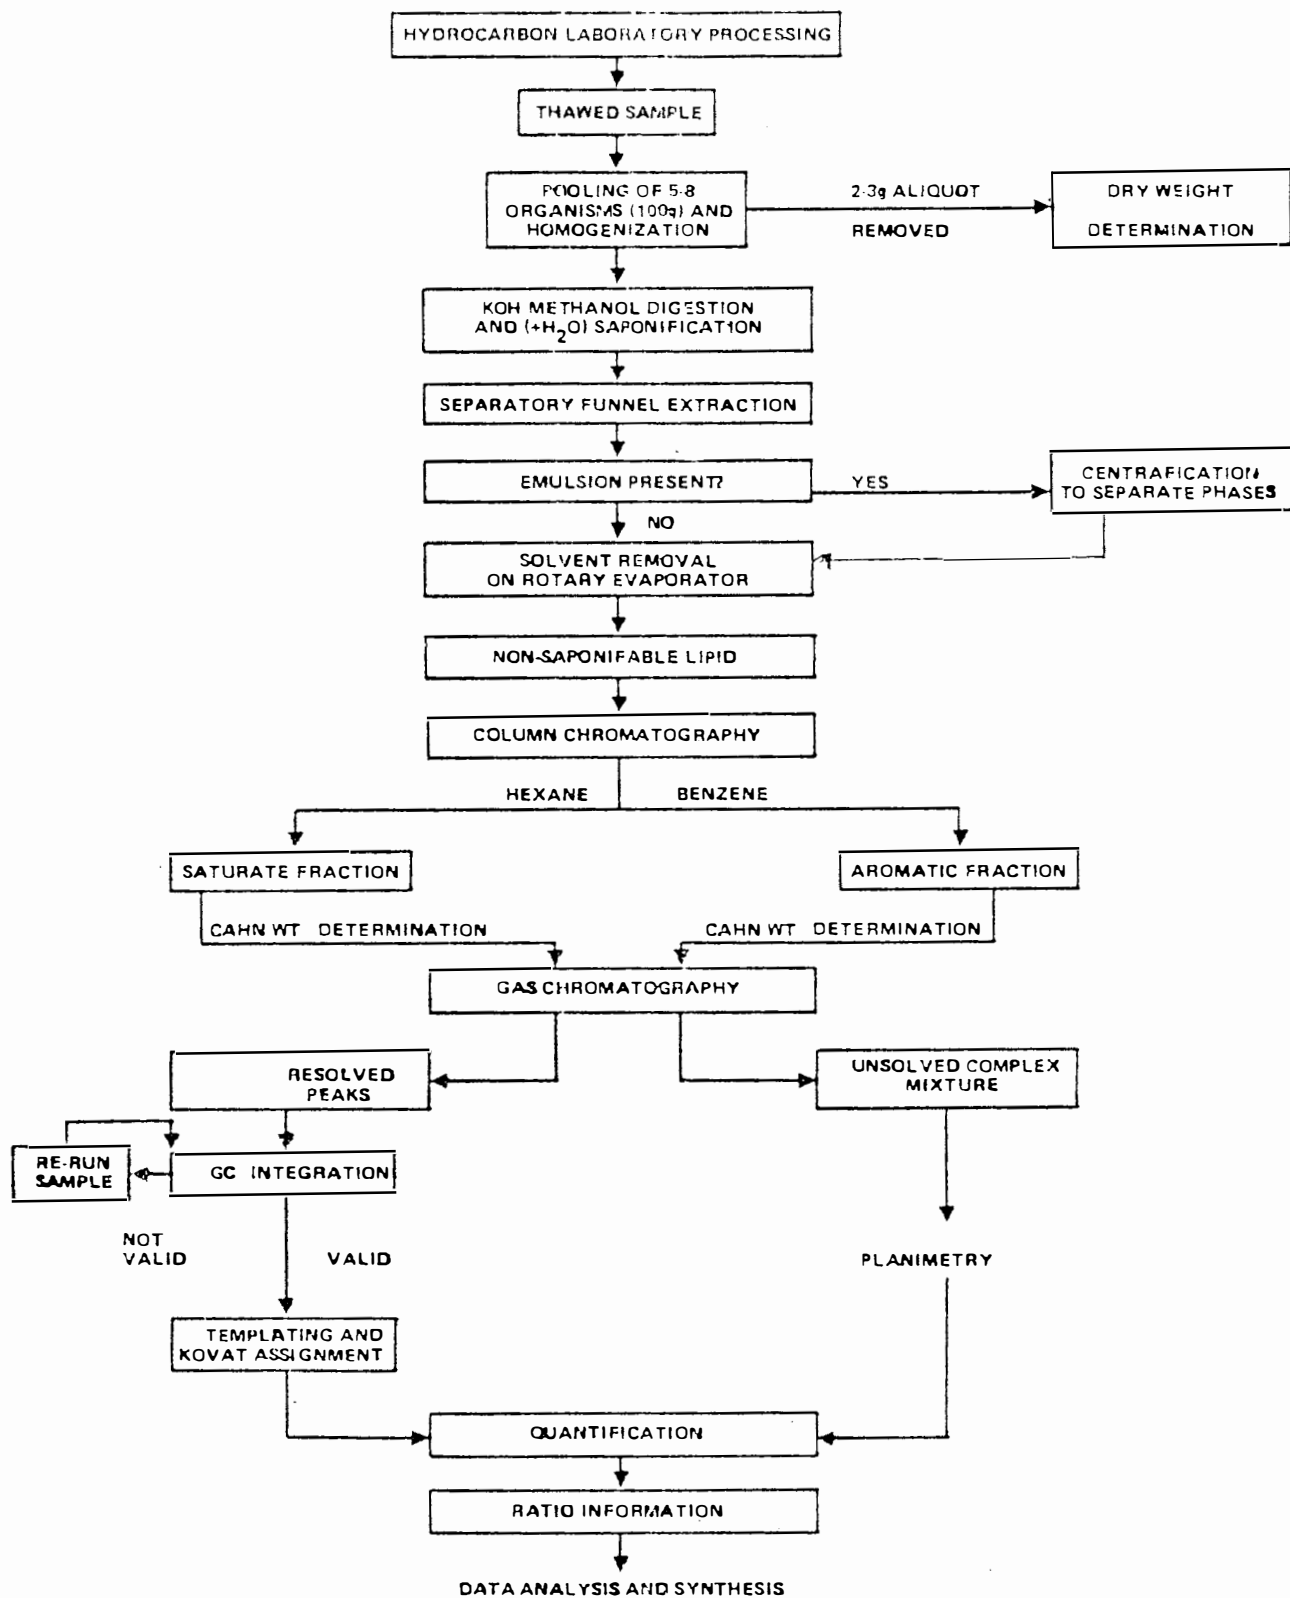 HYDROCARBON LABORATORY PROCESSING
THAWED SAMPLE
POOLING OF 5-8
ORGANISMS (100g) AND
HOMOGENIZATION
2-3g ALIQUOT
REMOVED
DRY WEIGHT
DETERMINATION
KOH METHANOL DIGESTION
AND (+H2O) SAPONIFICATION
SEPARATORY FUNNEL EXTRACTION
EMULSION PRESENT?
YES
CENTRAFICATION
TO SEPARATE PHASES
NO
SOLVENT REMOVAL
ON ROTARY EVAPORATOR
NON-SAPONIFABLE LIPID
COLUMN CHROMATOGRAPHY
HEXANE
BENZENE
SATURATE FRACTION
AROMATIC FRACTION
CAHN WT DETERMINATION
CAHN WT DETERMINATION
GAS CHROMATOGRAPHY
RESOLVED
PEAKS
UNSOLVED COMPLEX
MIXTURE
RE-RUN
SAMPLE
GC INTEGRATION
NOT
VALID
VALID
PLANIMETRY
TEMPLATING AND
KOVAT ASSIGNMENT
QUANTIFICATION
RATIO INFORMATION
DATA ANALYSIS AND SYNTHESIS